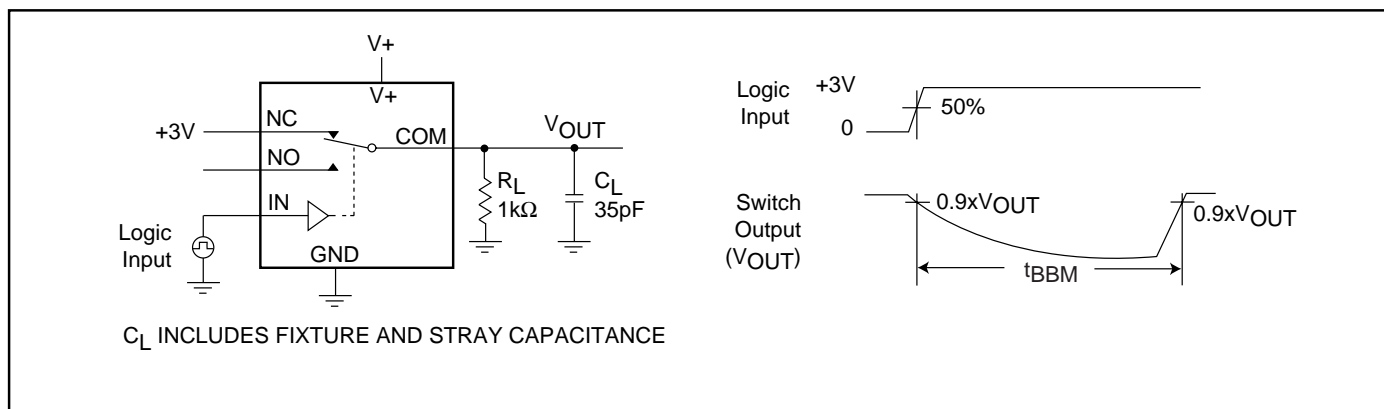 V+
V+
+3V
NC
COM
VOUT
NO
RL
1kΩ
CL
35pF
IN
Logic
Input
GND
CL INCLUDES FIXTURE AND STRAY CAPACITANCE
Logic
Input
+3V
50%
0
Switch
Output
(VOUT)
0.9xVOUT
0.9xVOUT
tBBM